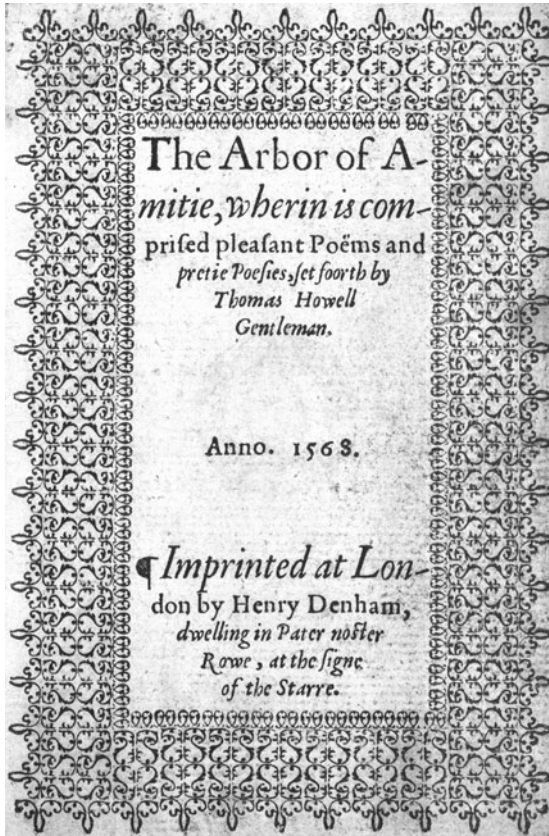 The Arbor of A-
mitie, wherin is com-
priſed pleaſant Poëms and
pretie Poeſies, ſet foorth by
Thomas Howell
Gentleman.
Anno. 1568.
¶ Imprinted at Lon-
don by Henry Denham,
dwelling in Pater noſter
Rowe, at the ſigne
of the Starre.